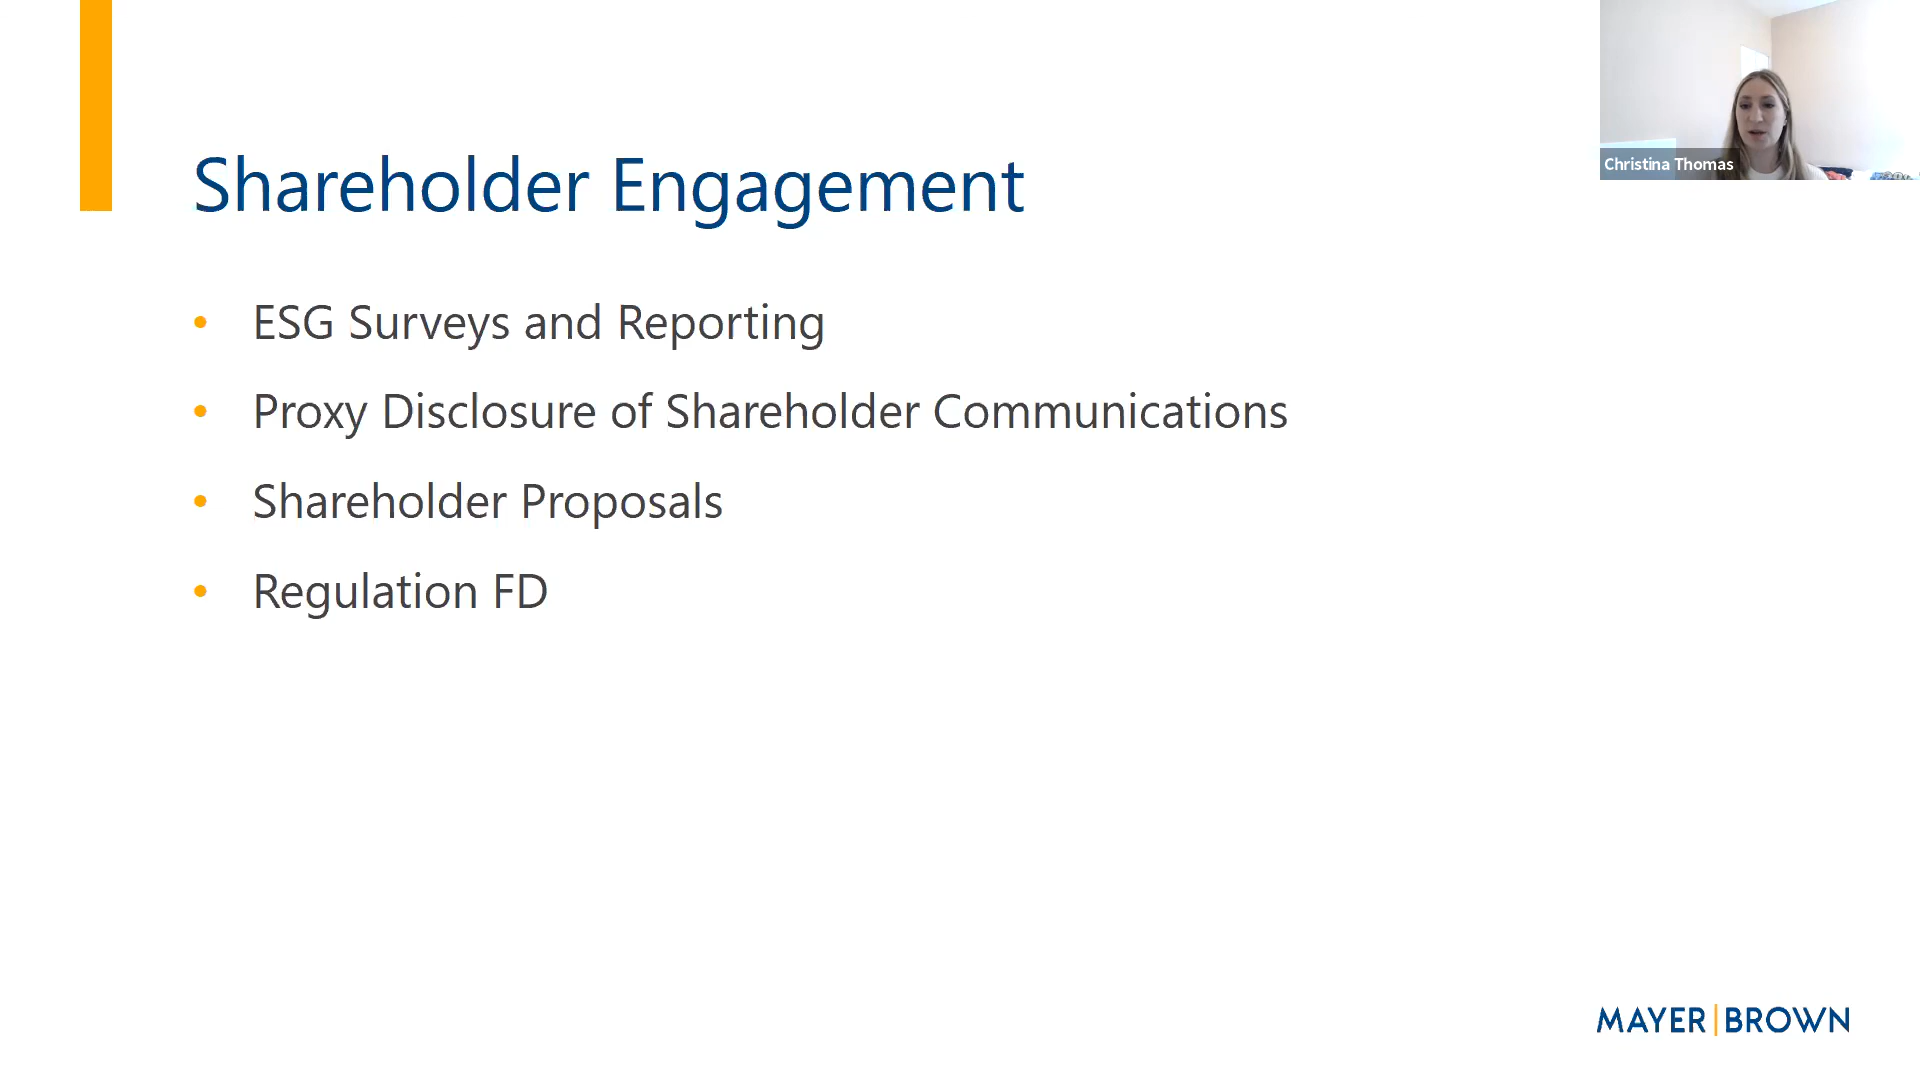 Christina Thomas
Shareholder Engagement
• ESG Surveys and Reporting
• Proxy Disclosure of Shareholder Communications
• Shareholder Proposals
• Regulation FD
MAYER | BROWN